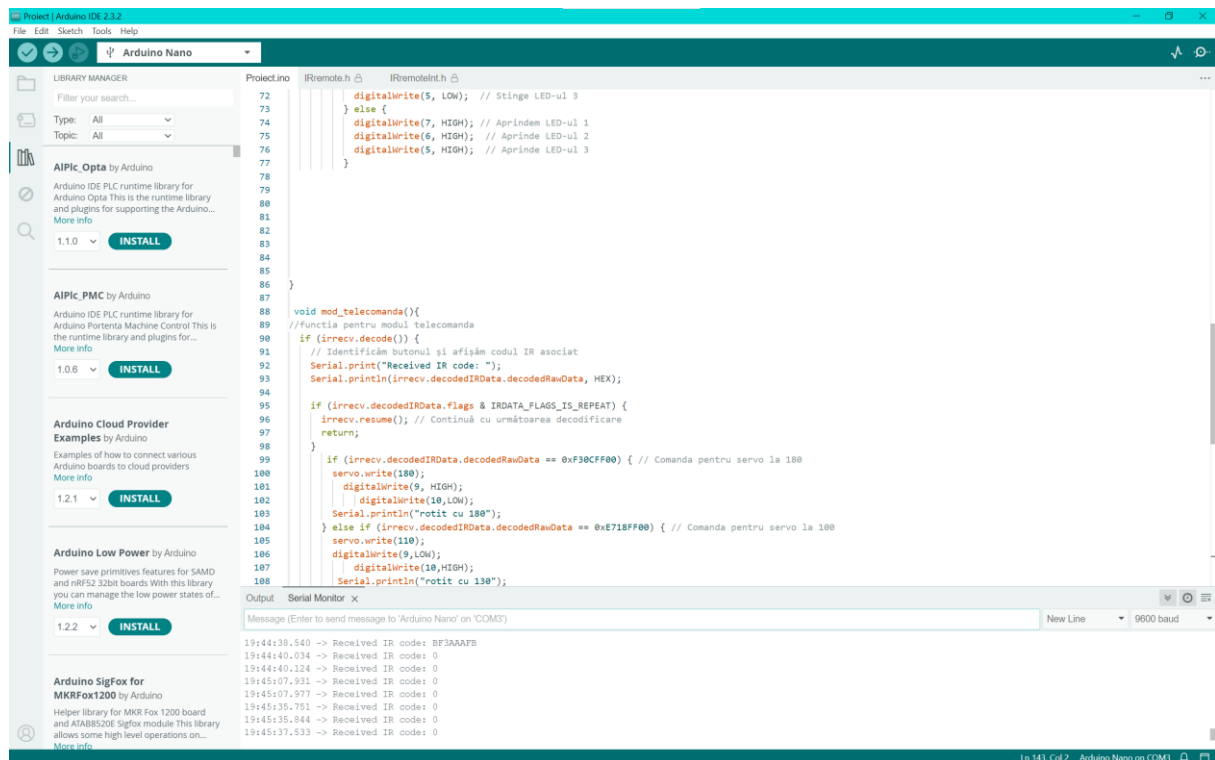 Proiect | Arduino IDE 2.3.2
File Edit Sketch Tools Help
Arduino Nano
LIBRARY MANAGER
Filter your search...
Type: All
Topic: All
AlPlc_Opta by Arduino
Arduino IDE PLC runtime library for
Arduino Opta This is the runtime library
and plugins for supporting the Arduino...
More info
1.1.0 INSTALL
AlPlc_PMC by Arduino
Arduino IDE PLC runtime library for
Arduino Portenta Machine Control This is
the runtime library and plugins for...
More info
1.0.6 INSTALL
Arduino Cloud Provider
Examples by Arduino
Examples of how to connect various
Arduino boards to cloud providers
More info
1.2.1 INSTALL
Arduino Low Power by Arduino
Power save primitives features for SAMD
and nRF52 32bit boards With this library
you can manage the low power states of...
More info
1.2.2 INSTALL
Arduino SigFox for
MKRFox1200 by Arduino
Helper library for MKR Fox 1200 board
and ATAB8520E Sigfox module This library
allows some high level operations on...
More info
Proiect.ino IRremote.h IRremoteInt.h
72 digitalWrite(5, LOW); // Stinge LED-ul 3
73 } else {
74 digitalWrite(7, HIGH); // Aprindem LED-ul 1
75 digitalWrite(6, HIGH); // Aprinde LED-ul 2
76 digitalWrite(5, HIGH); // Aprinde LED-ul 3
77 }
78
79
80
81
82
83
84
85
86 }
87
88 void mod_telecomanda(){
89 //functia pentru modul telecomanda
90 if (irrecv.decode()) {
91 // Identificăm butonul și afișăm codul IR asociat
92 Serial.print("Received IR code: ");
93 Serial.println(irrecv.decodedIRData.decodedRawData, HEX);
94
95 if (irrecv.decodedIRData.flags & IRDATA_FLAGS_IS_REPEAT) {
96 irrecv.resume(); // Continuă cu următoarea decodificare
97 return;
98 }
99 if (irrecv.decodedIRData.decodedRawData == 0xF30CFF00) { // Comanda pentru servo la 180
100 servo.write(180);
101 digitalWrite(9, HIGH);
102 digitalWrite(10,LOW);
103 Serial.println("rotit cu 180");
104 } else if (irrecv.decodedIRData.decodedRawData == 0xE718FF00) { // Comanda pentru servo la 100
105 servo.write(110);
106 digitalWrite(9,LOW);
107 digitalWrite(10,HIGH);
108 Serial.println("rotit cu 130");
Output Serial Monitor x
Message (Enter to send message to 'Arduino Nano' on 'COM3')
New Line 9600 baud
19:44:38.540 -> Received IR code: BF3AAAFB
19:44:40.034 -> Received IR code: 0
19:44:40.124 -> Received IR code: 0
19:45:07.931 -> Received IR code: 0
19:45:07.977 -> Received IR code: 0
19:45:35.751 -> Received IR code: 0
19:45:35.844 -> Received IR code: 0
19:45:37.533 -> Received IR code: 0
Ln 143, Col 2 Arduino Nano on COM3